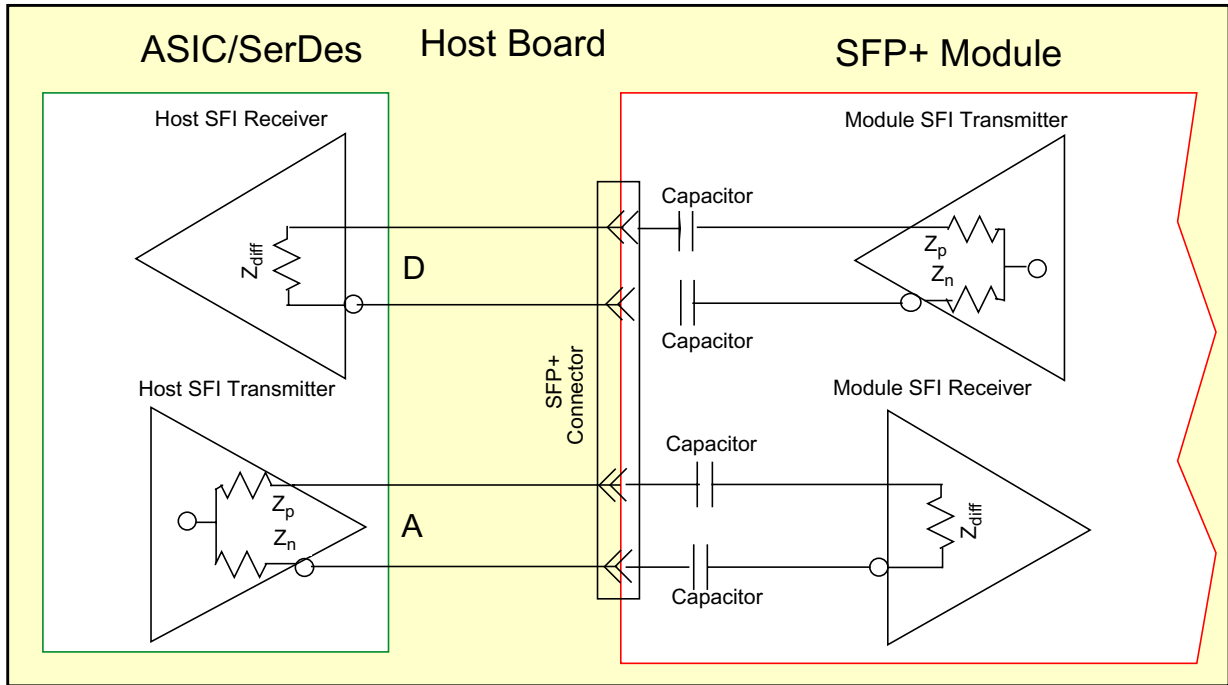 ASIC/SerDes
Host Board
SFP+ Module
Host SFI Receiver
Module SFI Transmitter
Capacitor
Zdiff
D
Zp
Zn
Capacitor
SFP+
Connector
Host SFI Transmitter
Module SFI Receiver
Capacitor
Zp
Zn
A
Zdiff
Capacitor